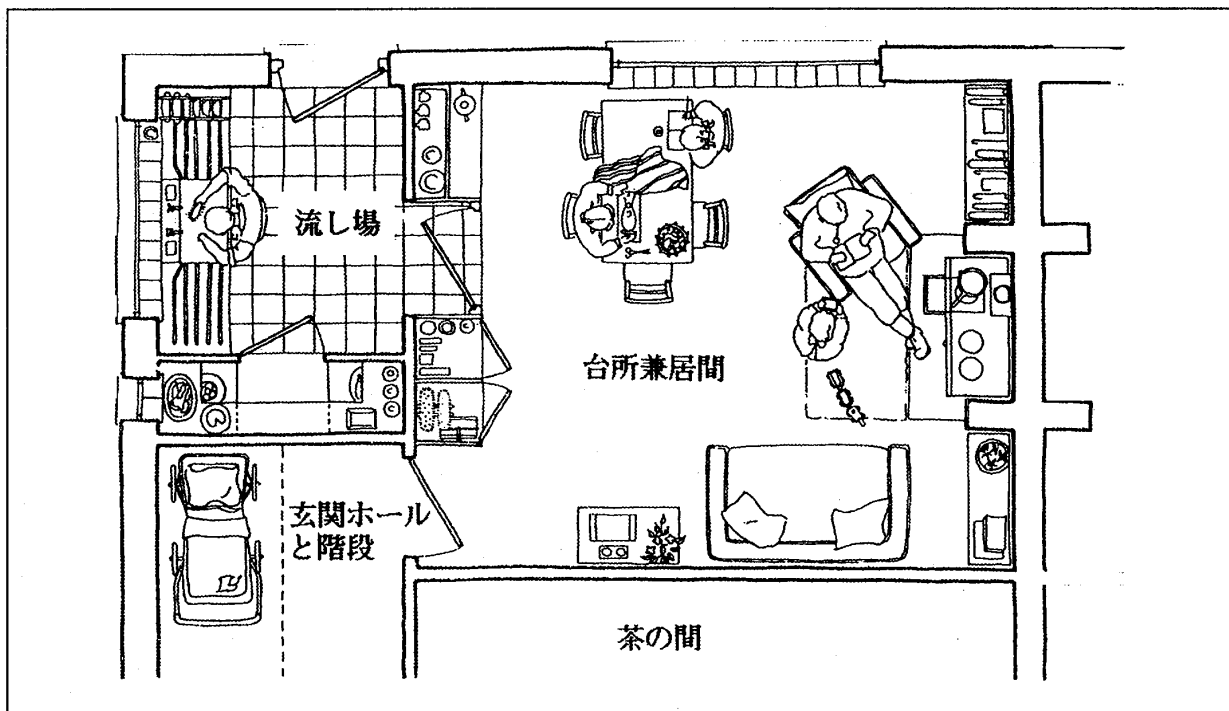 流し場
台所兼居間
玄関ホール
と階段
茶の間